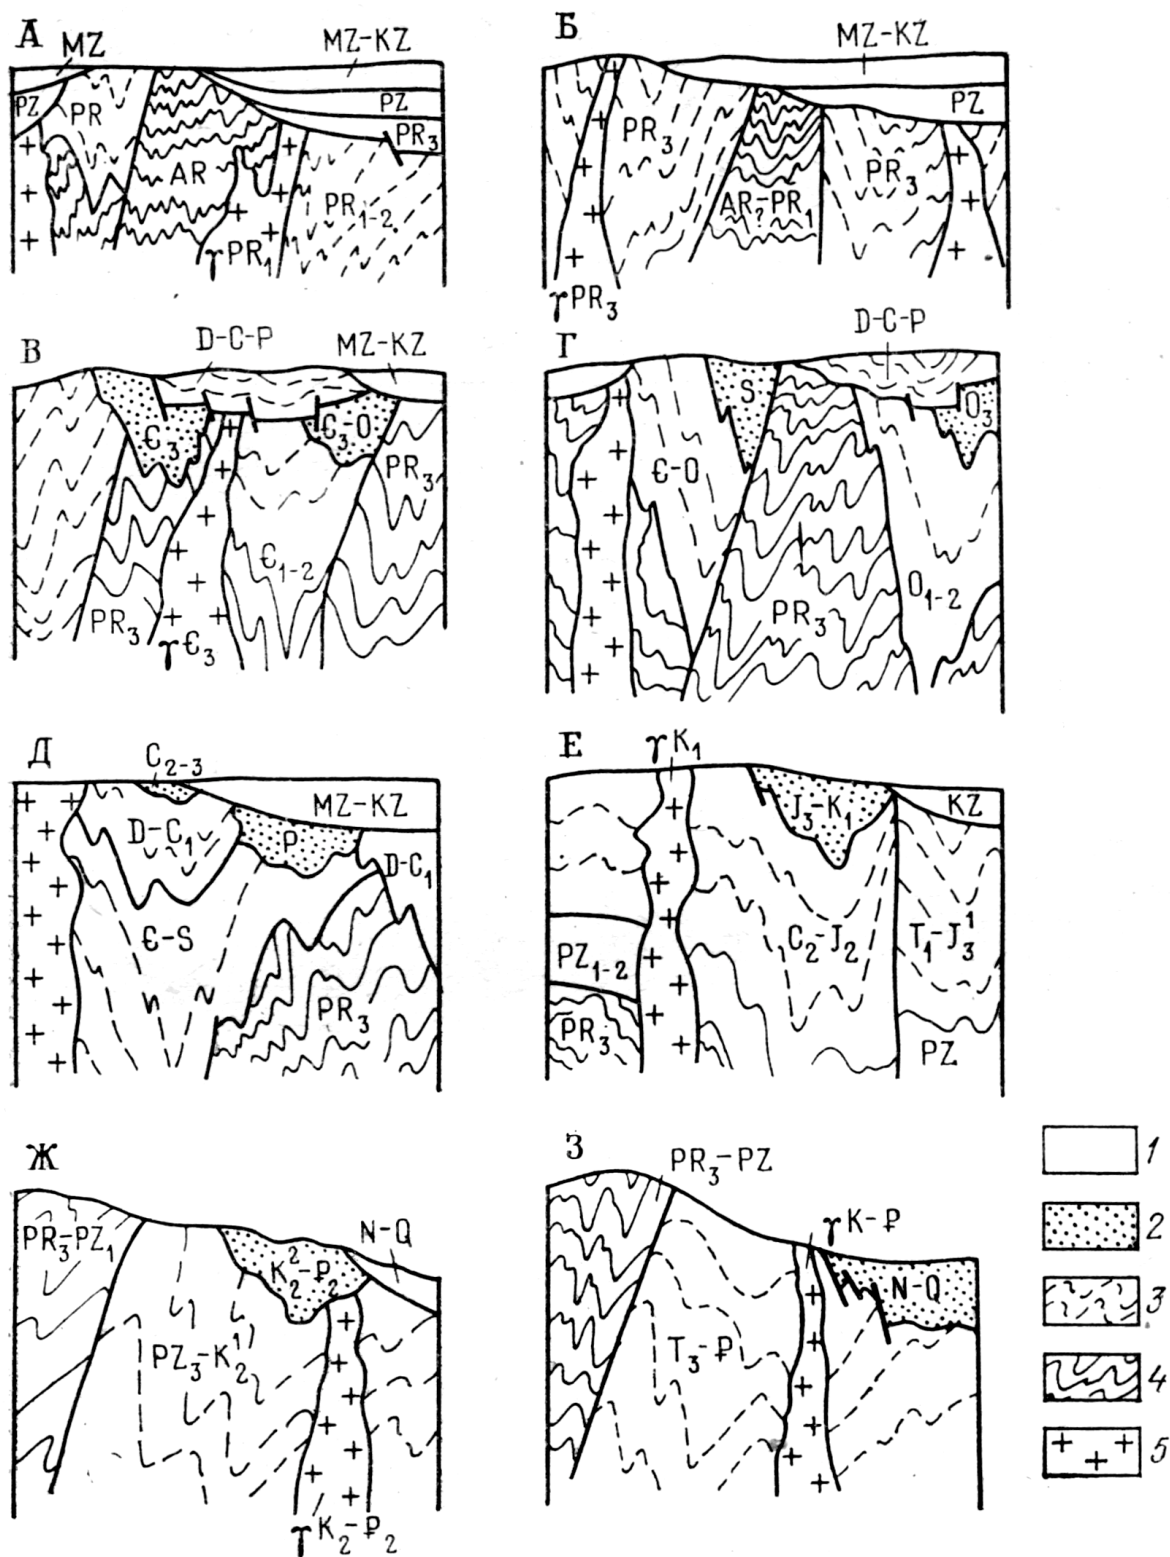 А
MZ
MZ-KZ
PZ
PR
PZ
PR₃
AR
PR₁₋₂
γPR₁
Б
MZ-KZ
PZ
PR₃
PR₃
AR?-PR₁
γPR₃
В
D-C-P
MZ-KZ
Є₃
Є₃-O
PR₃
Є₁₋₂
PR₃
γЄ₃
Г
D-C-P
S
O₃
Є-O
O₁₋₂
PR₃
Д
C₂₋₃
MZ-KZ
D-C₁
P
D-C₁
Є-S
PR₃
Е
γK₁
J₃-K₁
KZ
C₂-J₂
T₁-J₃¹
PZ₁₋₂
PR₃
PZ
Ж
PR₃-PZ₁
N-Q
K₂²-₽₂
PZ₃-K₂¹⁾
γK₂-₽₂
З
PR₃-PZ
γK-₽
N-Q
T₃-₽
1
2
3
4
5